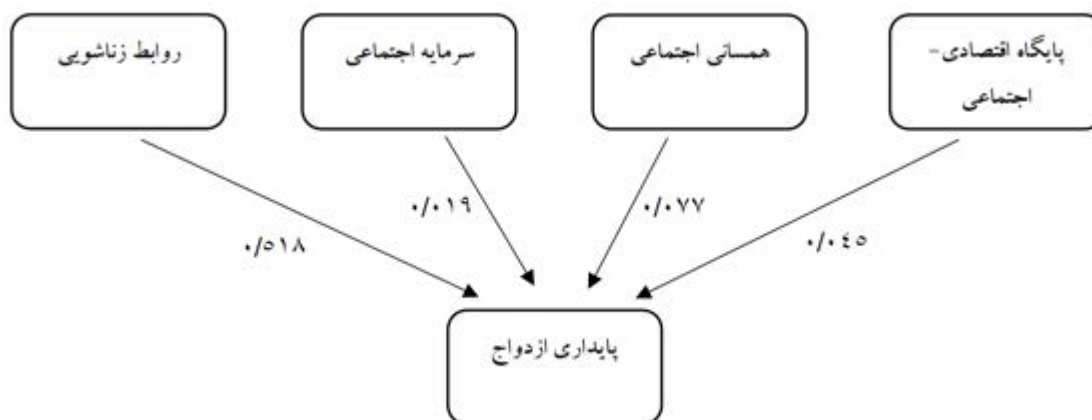 پایگاه اقتصادی-
اجتماعی
همسانی اجتماعی
سرمایه اجتماعی
روابط زناشویی
۰/۰۴۵
۰/۰۷۷
۰/۰۱۹
۰/۵۱۸
پایداری ازدواج